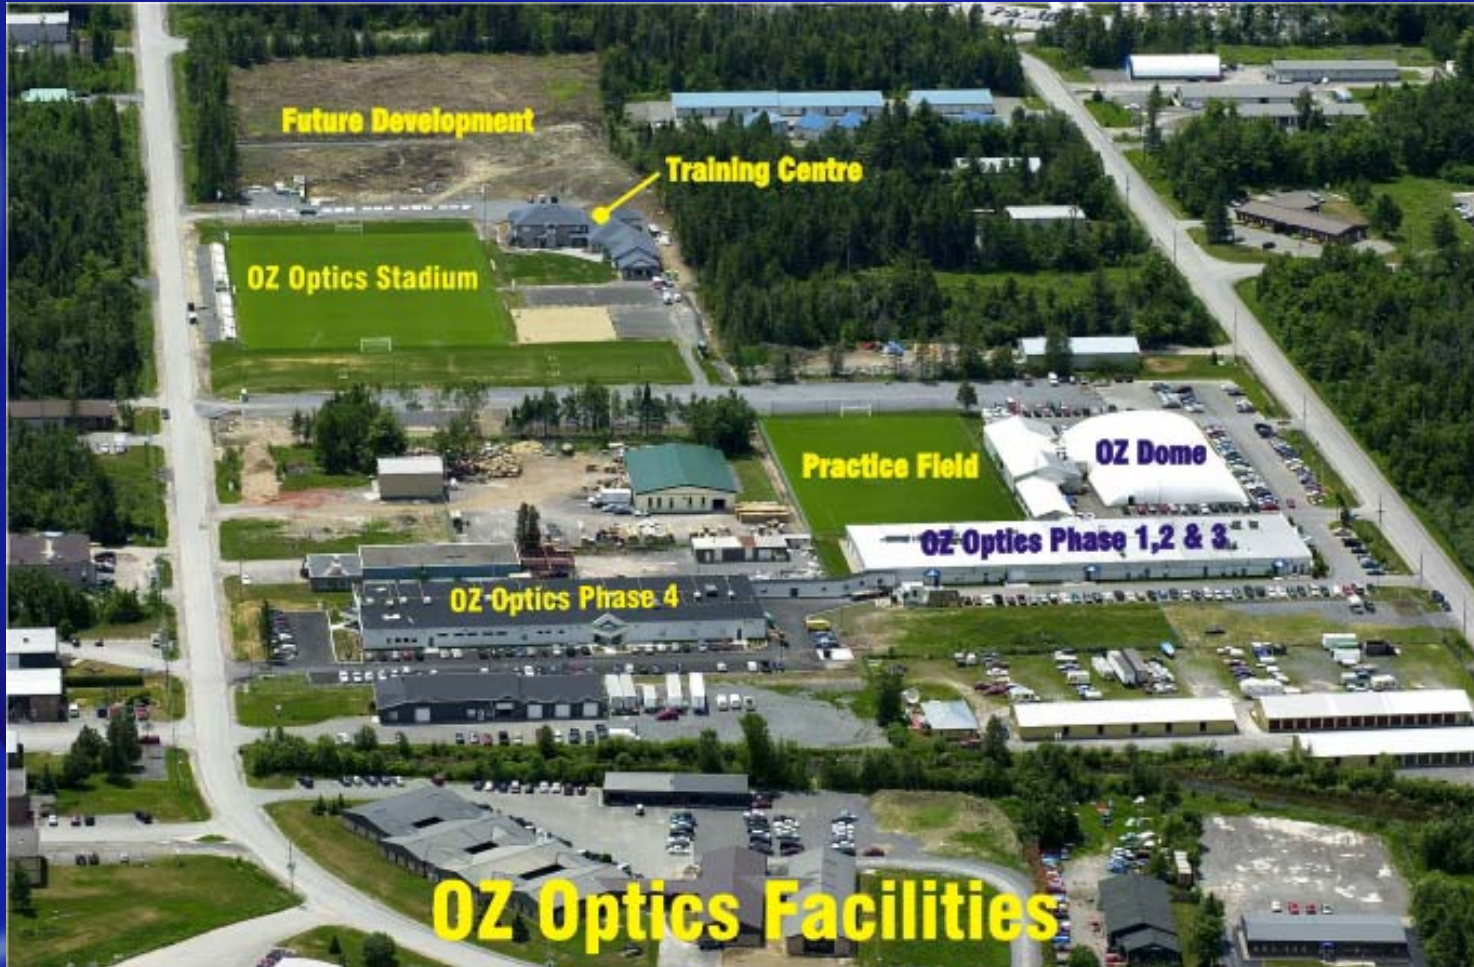 Future Development
Training Centre
OZ Optics Stadium
Practice Field
OZ Dome
OZ Optics Phase 1,2 & 3
OZ Optics Phase 4
OZ Optics Facilities